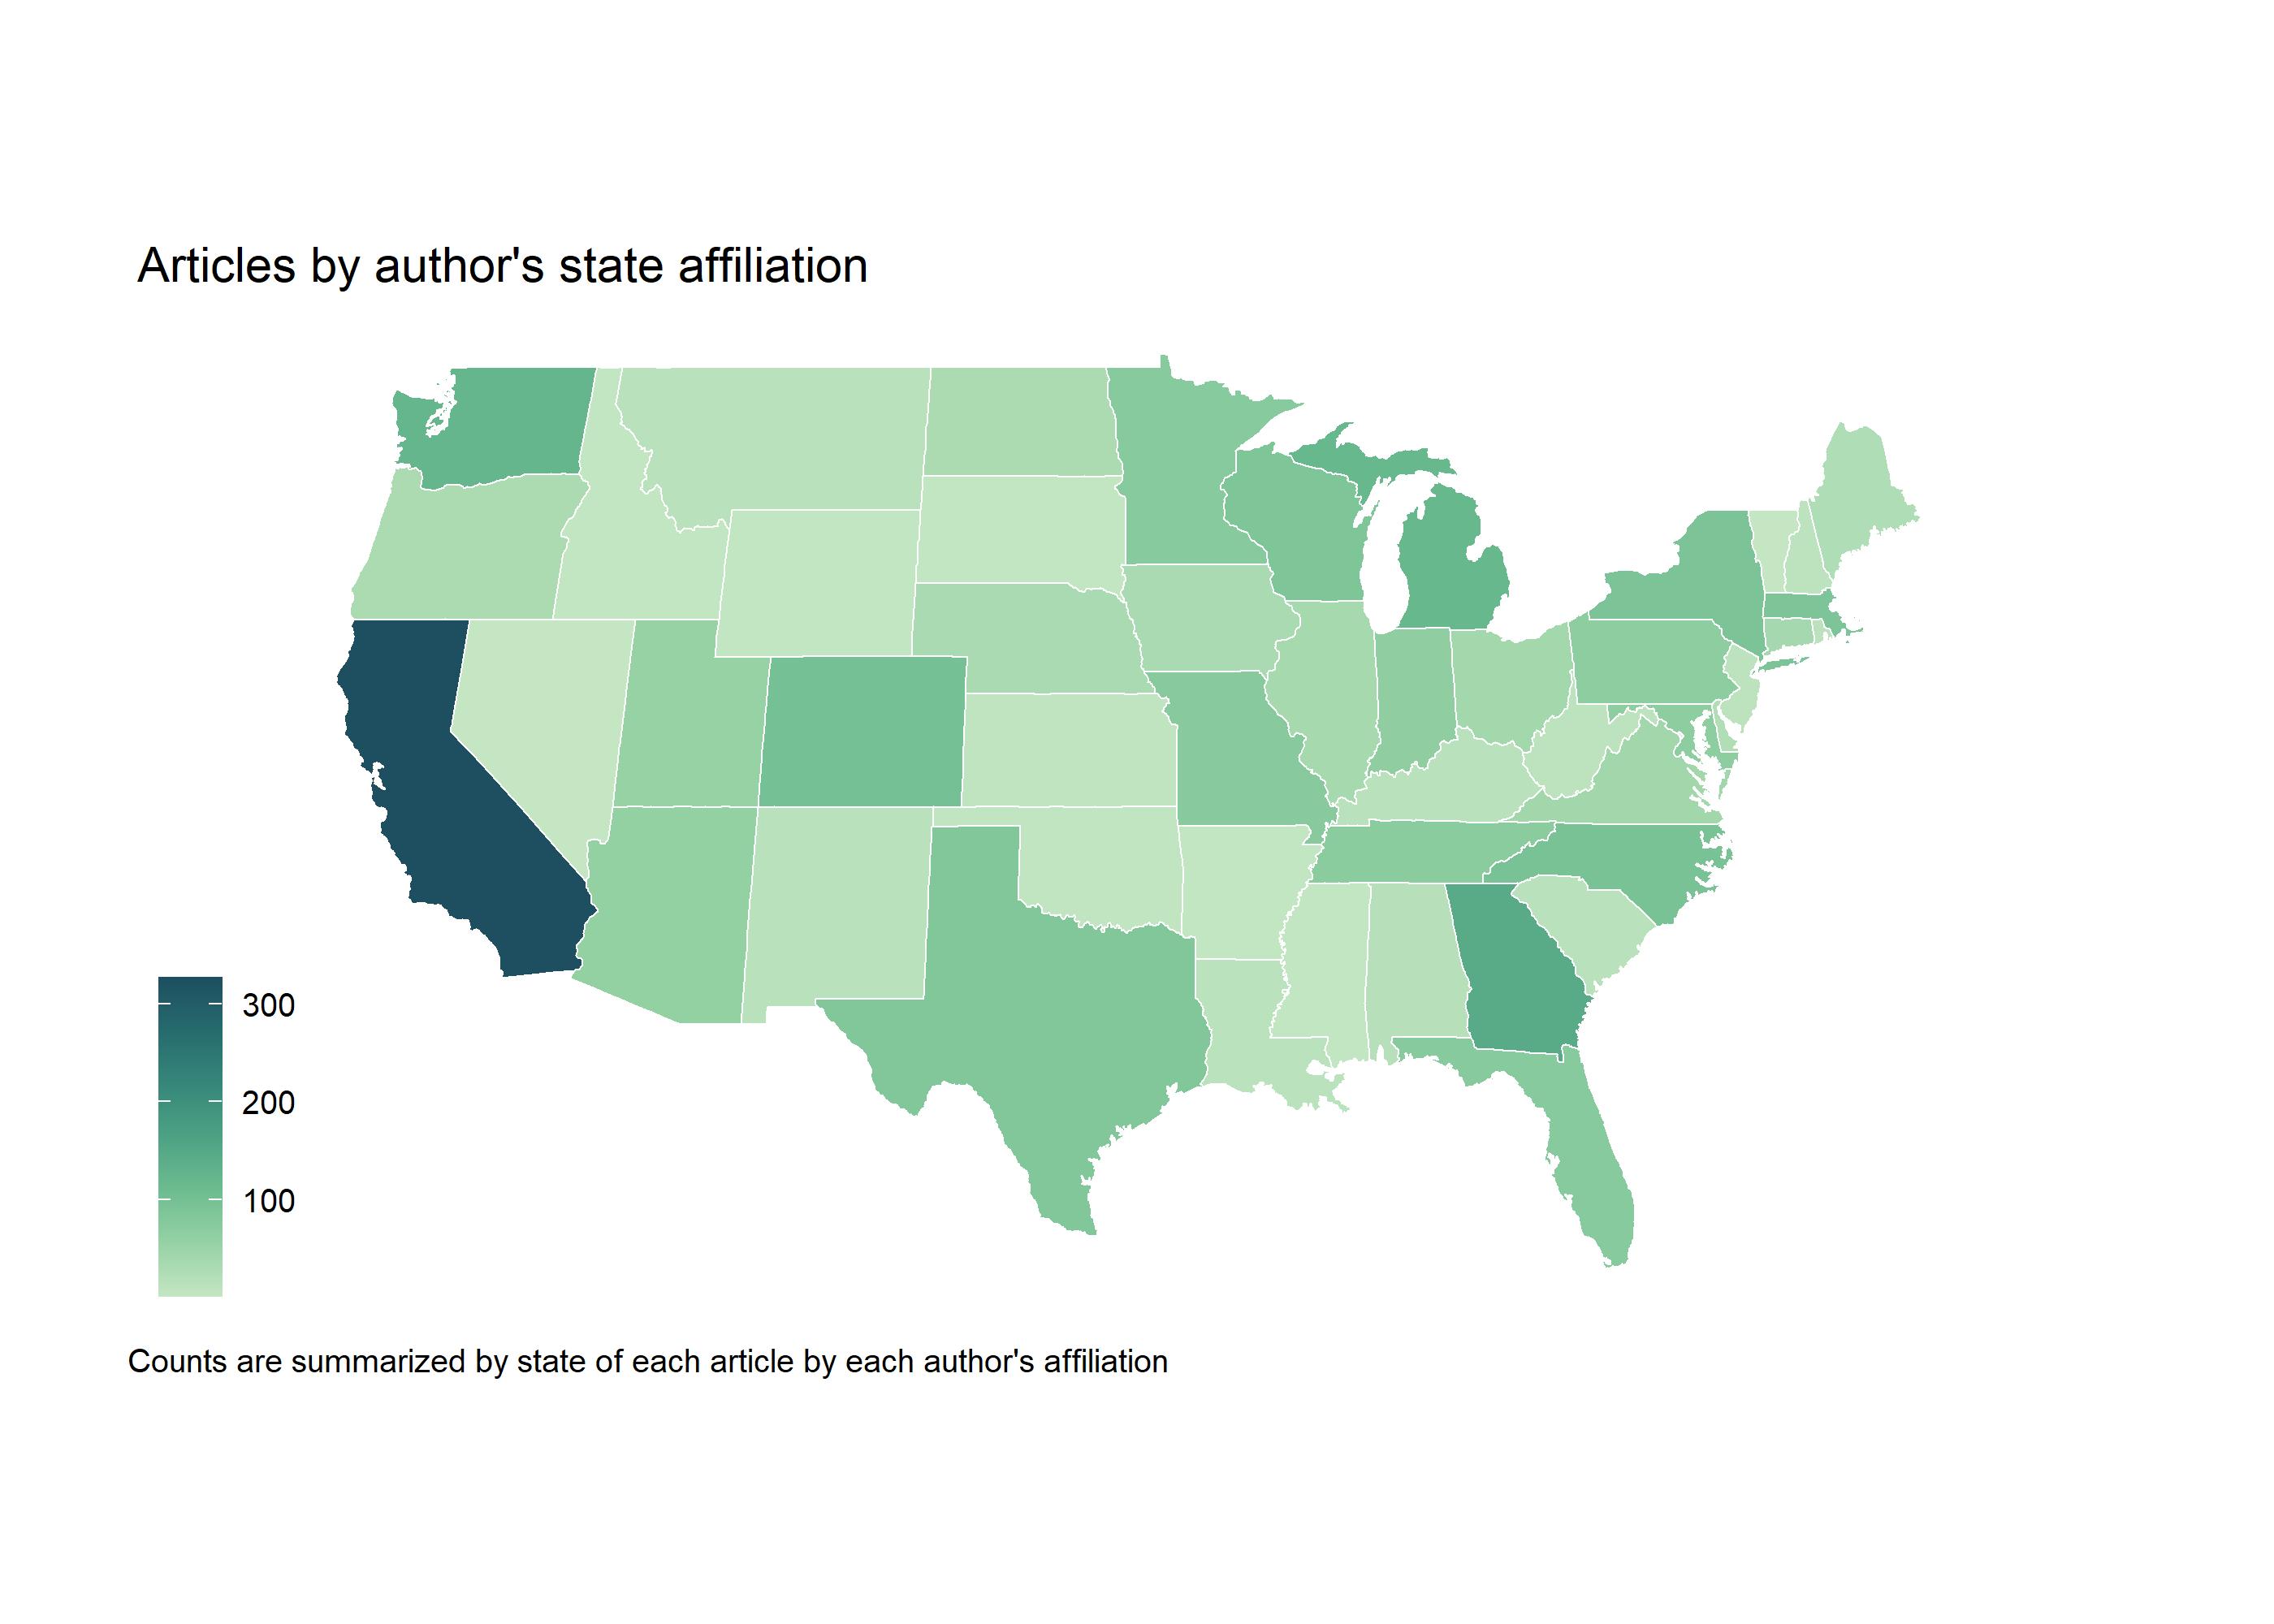 Articles by author's state affiliation
300
200
100
Counts are summarized by state of each article by each author's affiliation